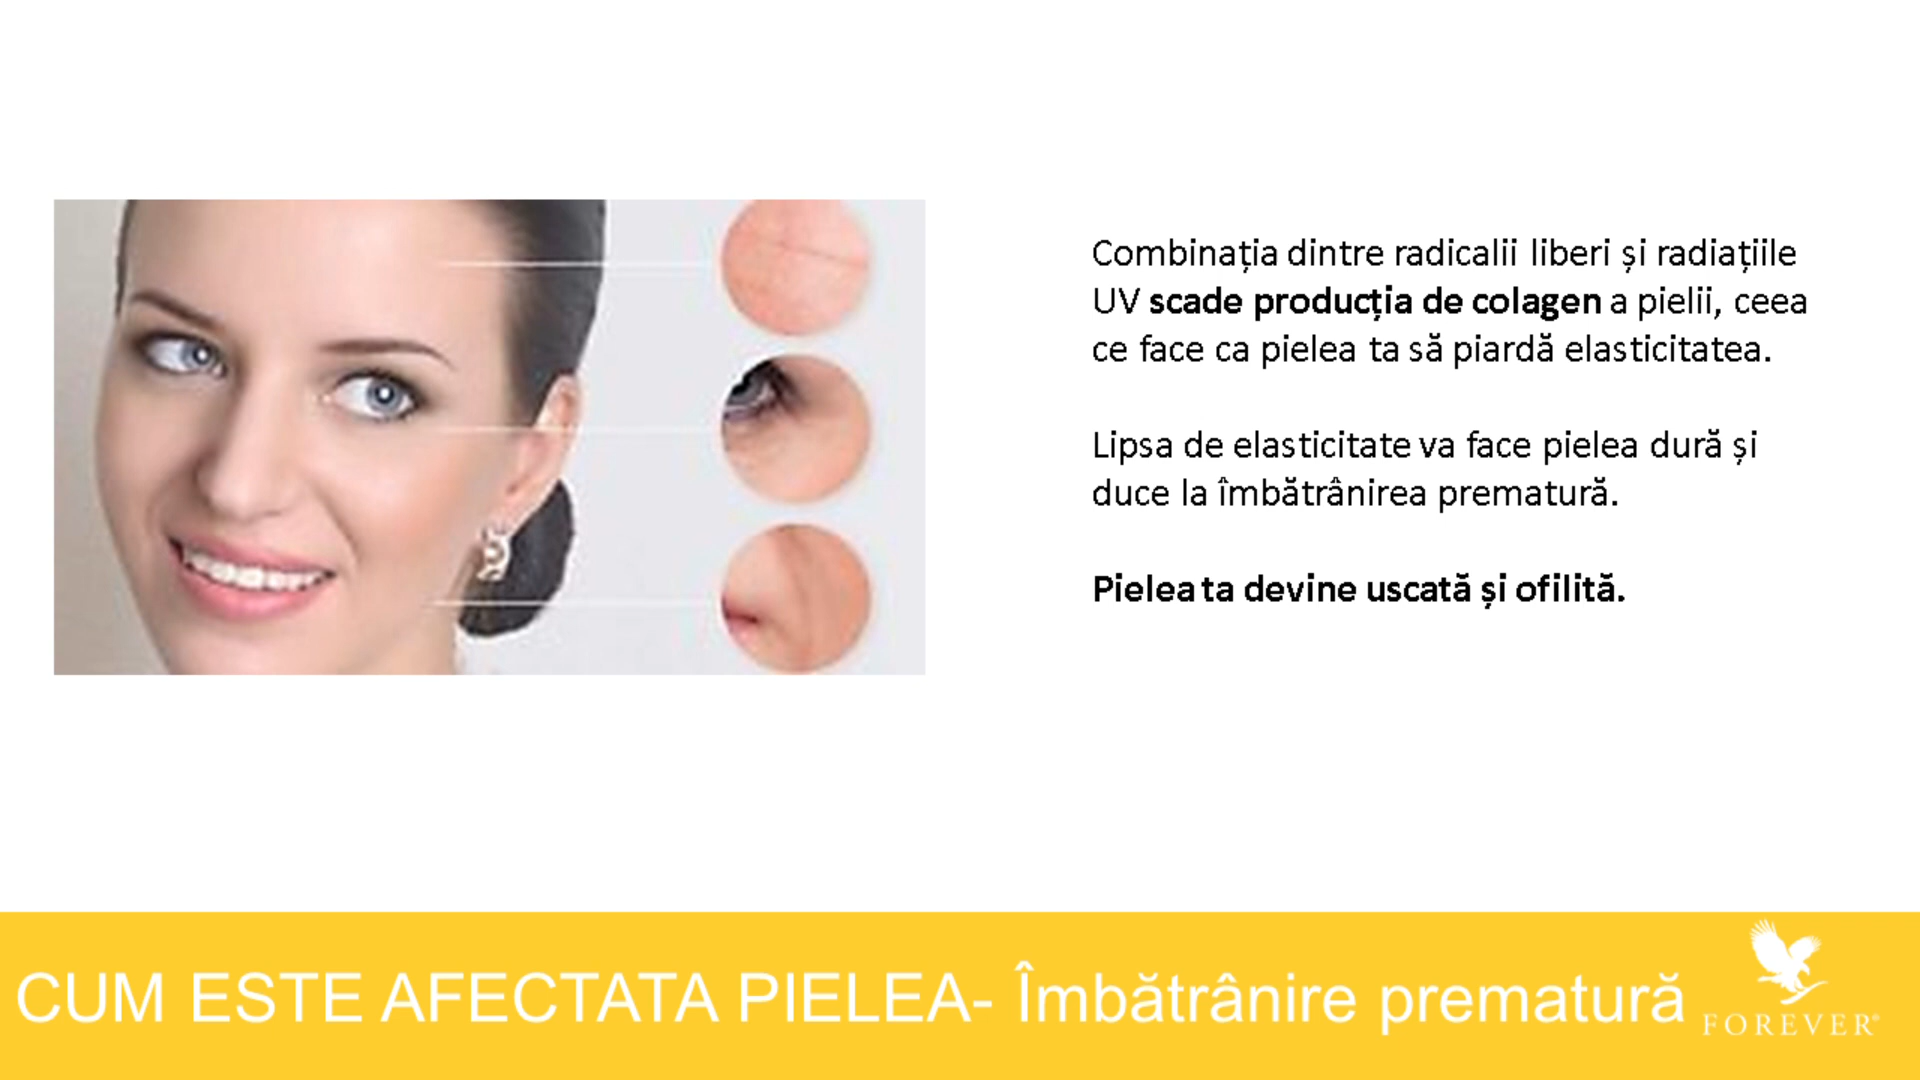 Combinația dintre radicalii liberi și radiațiile
UV scade producția de colagen a pielii, ceea
ce face ca pielea ta să piardă elasticitatea.
Lipsa de elasticitate va face pielea dură și
duce la îmbătrânirea prematură.
Pielea ta devine uscată și ofilită.
CUM ESTE AFECTATA PIELEA- Îmbătrânire prematură
FOREVER®